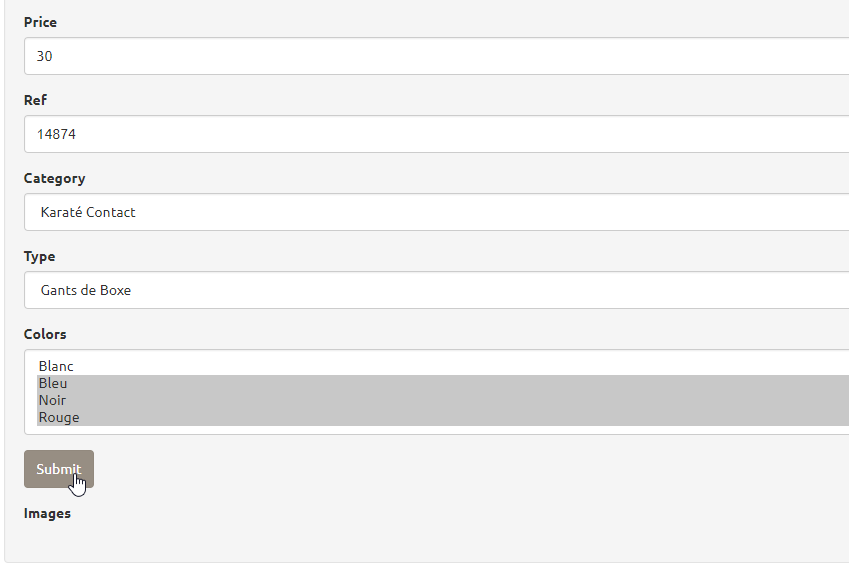 Price
30
Ref
14874
Category
Karaté Contact
Type
Gants de Boxe
Colors
Blanc
Bleu
Noir
Rouge
Submit
Images